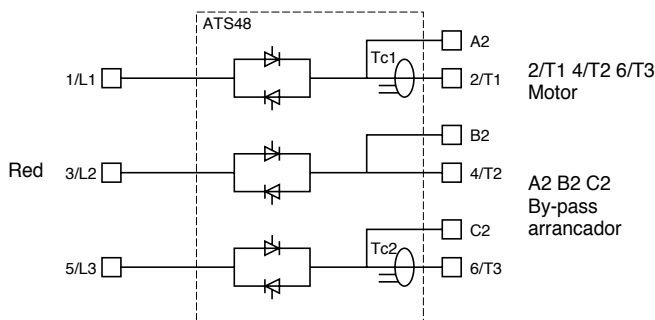 ATS48
A2
Tc1
1/L1
2/T1
2/T1 4/T2 6/T3
Motor
B2
Red
3/L2
4/T2
A2 B2 C2
By-pass
arrancador
C2
Tc2
5/L3
6/T3